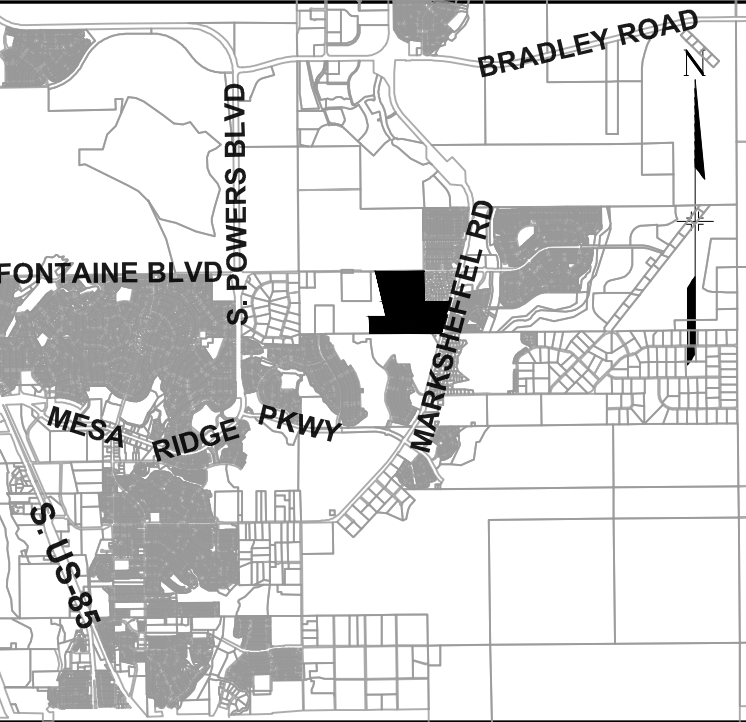 BRADLEY ROAD
N
S. POWERS BLVD
MARKSHEFFEL RD
FONTAINE BLVD
MESA RIDGE PKWY
S. US-85